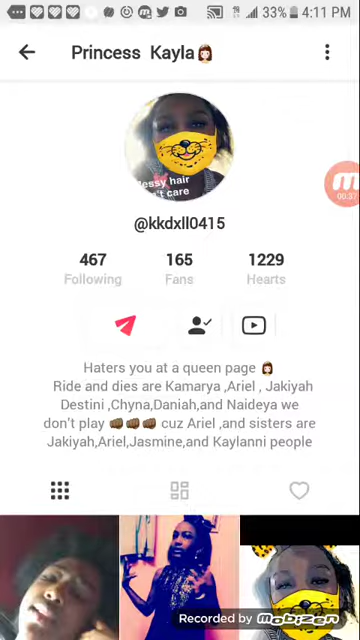 33% 4:11 PM
Princess Kayla
essy hair
n't care
00:37
@kkdxll0415
467 165 1229
Following Fans Hearts
Haters you at a queen page
Ride and dies are Kamarya ,Ariel , Jakiyah
Destini ,Chyna,Daniah,and Naideya we
don't play 👊🏾👊🏾👊🏾 cuz Ariel ,and sisters are
Jakiyah,Ariel,Jasmine,and Kaylanni people
Recorded by mobizen